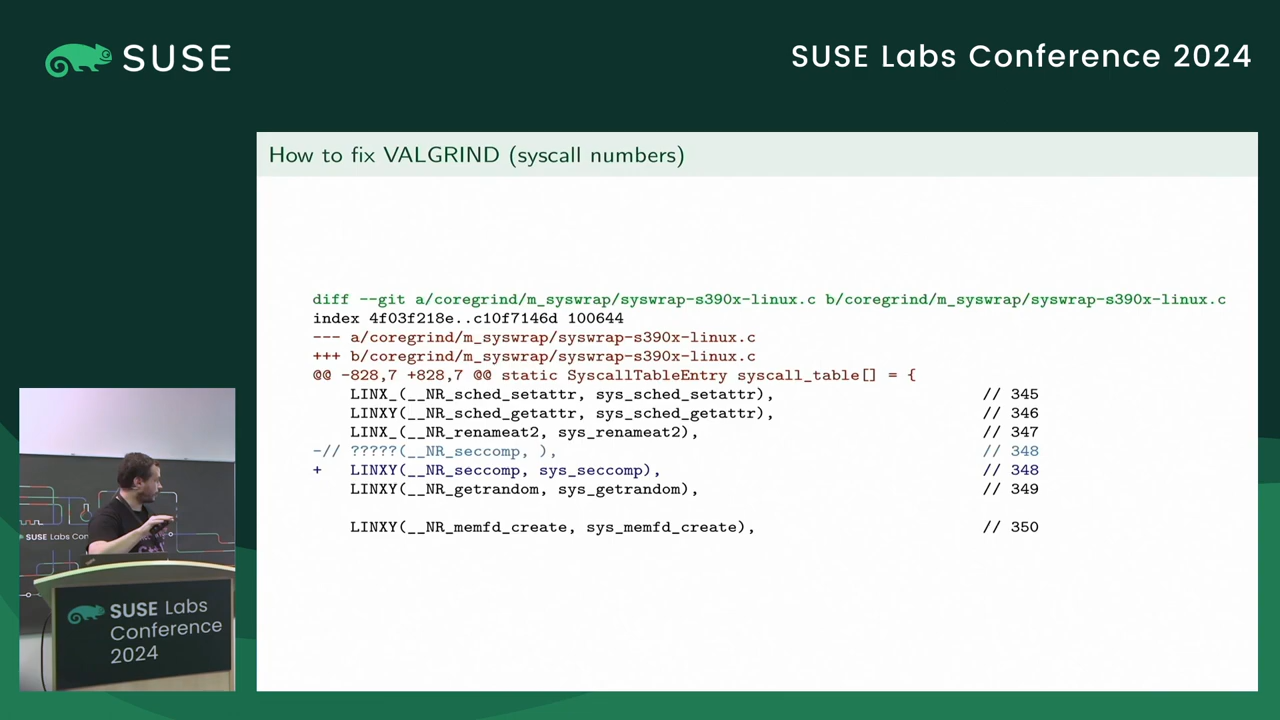 SUSE
SUSE Labs Conference 2024
How to fix VALGRIND (syscall numbers)
diff --git a/coregrind/m_syswrap/syswrap-s390x-linux.c b/coregrind/m_syswrap/syswrap-s390x-linux.c
index 4f03f218e..c10f7146d 100644
--- a/coregrind/m_syswrap/syswrap-s390x-linux.c
+++ b/coregrind/m_syswrap/syswrap-s390x-linux.c
@@ -828,7 +828,7 @@ static SyscallTableEntry syscall_table[] = {
LINX_(__NR_sched_setattr, sys_sched_setattr), // 345
LINXY(__NR_sched_getattr, sys_sched_getattr), // 346
LINX_(__NR_renameat2, sys_renameat2), // 347
-// ?????(__NR_seccomp, ), // 348
+ LINXY(__NR_seccomp, sys_seccomp), // 348
LINXY(__NR_getrandom, sys_getrandom), // 349
LINXY(__NR_memfd_create, sys_memfd_create), // 350
SUSE Labs Con
SUSE Labs
Conference
2024